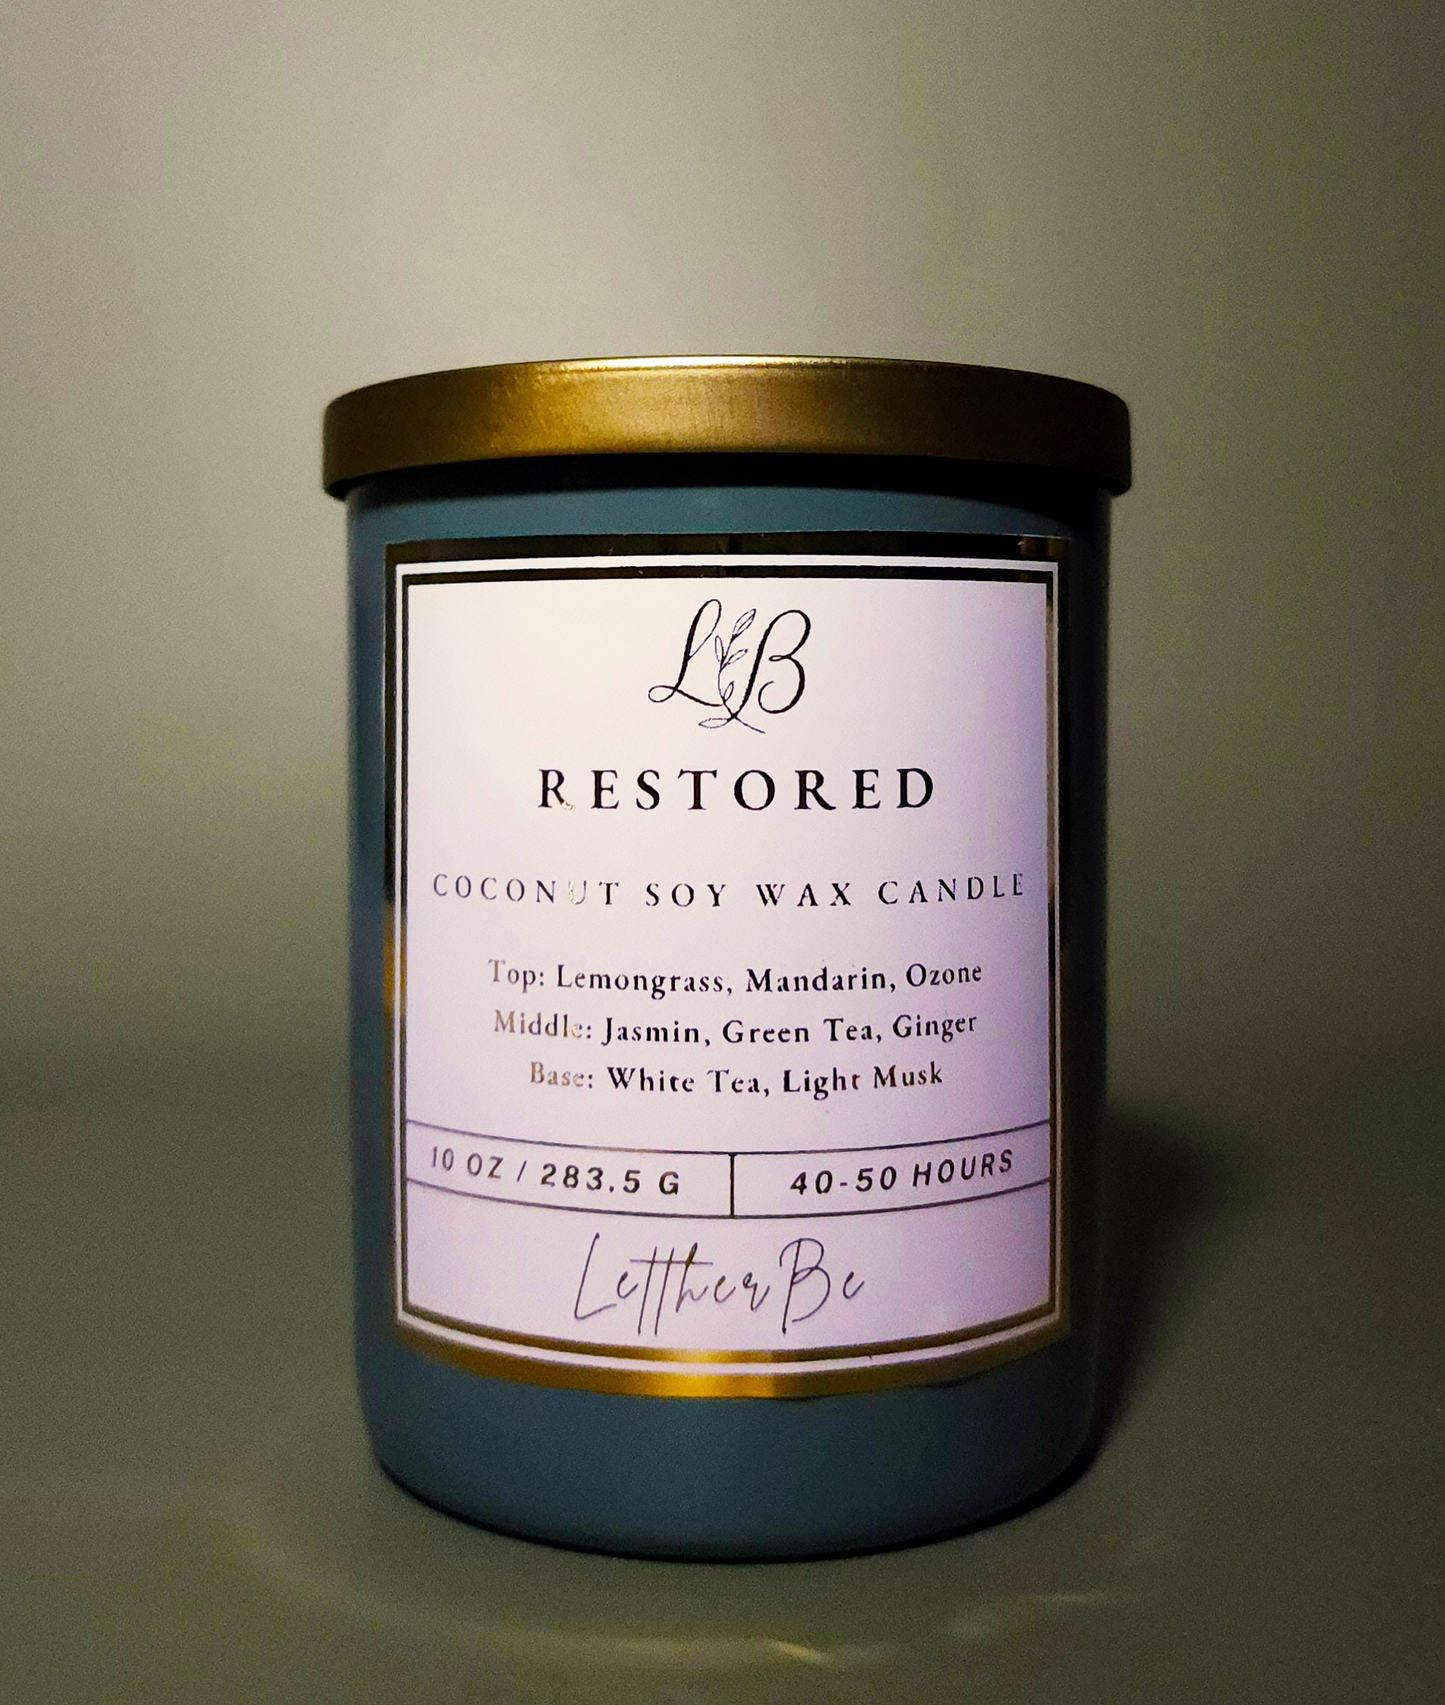 LB
RESTORED
COCONUT SOY WAX CANDLE
Top: Lemongrass, Mandarin, Ozone
Middle: Jasmin, Green Tea, Ginger
Base: White Tea, Light Musk
10 OZ / 283.5 G 40-50 HOURS
LettherBe